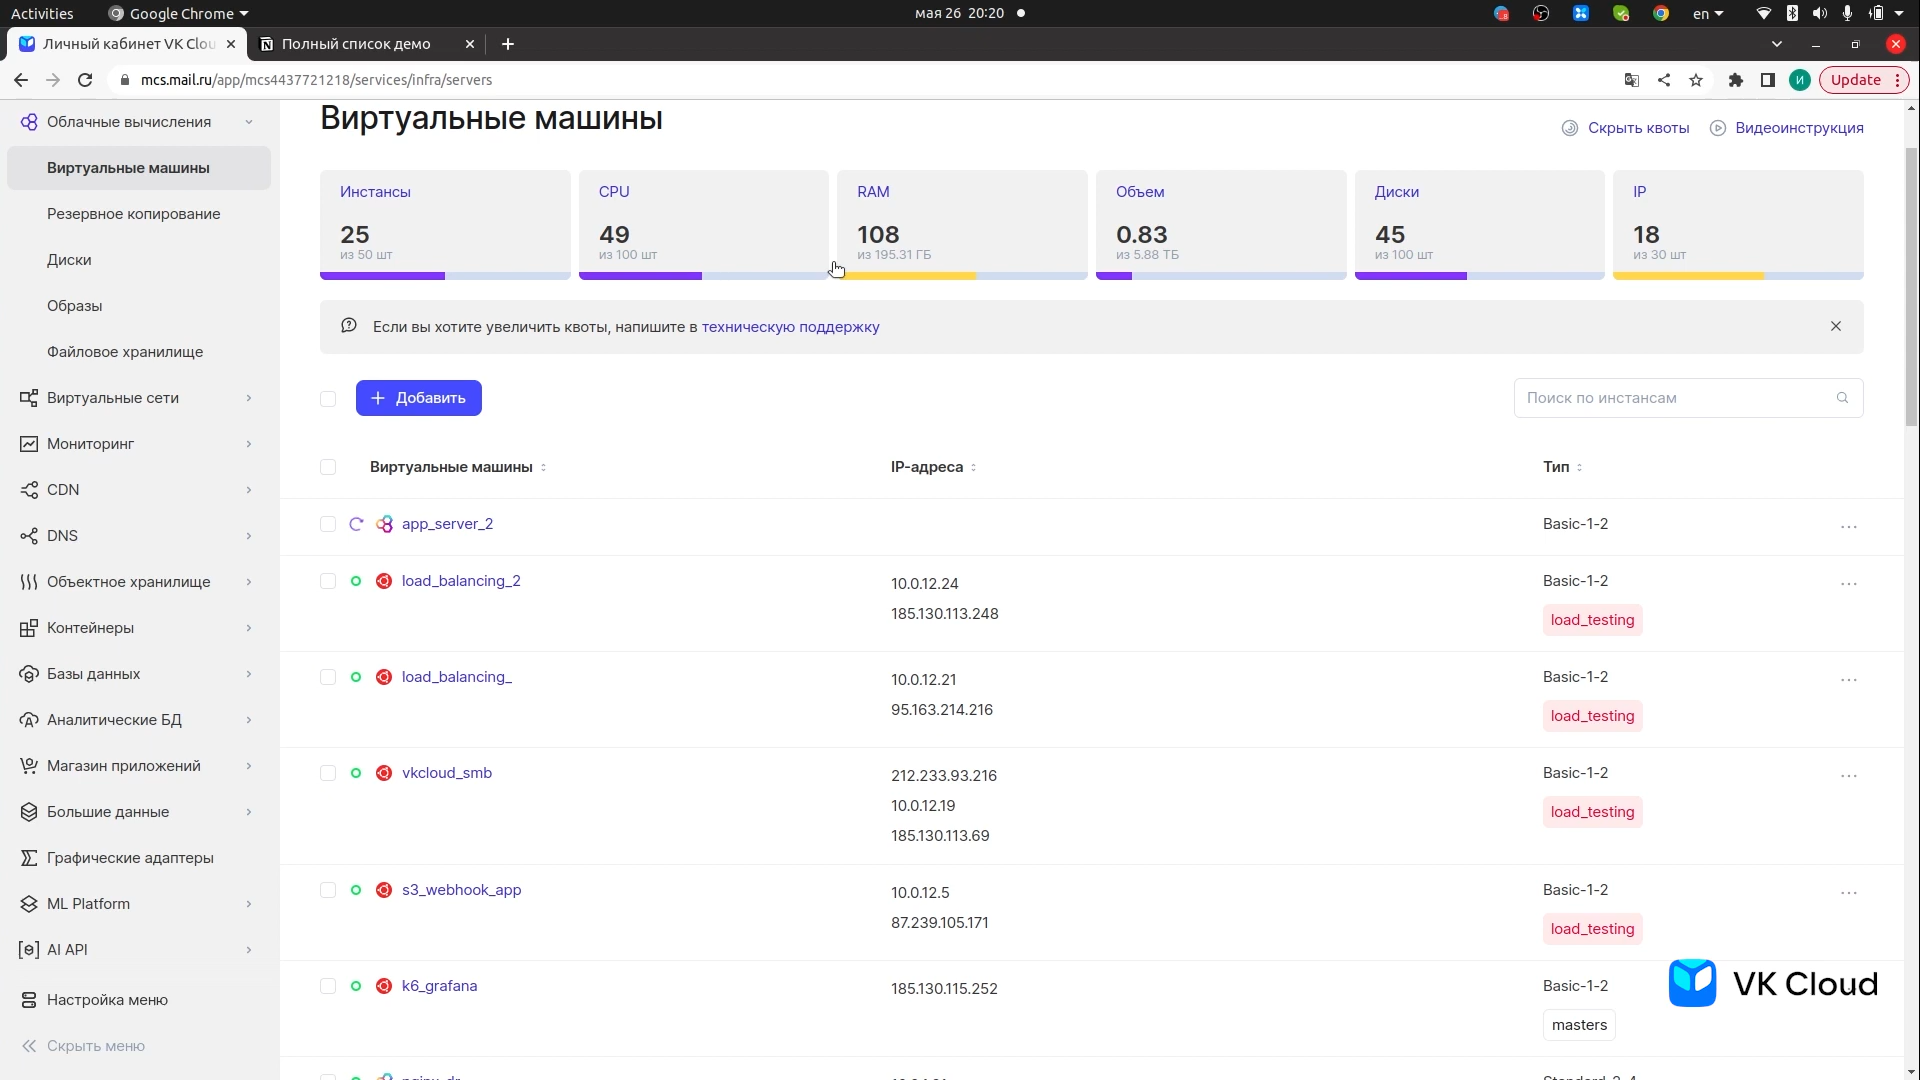 Activities
Google Chrome
мая 26 20:20
en
Личный кабинет VK Clou
Полный список демо
mcs.mail.ru/app/mcs4437721218/services/infra/servers
И
Update
Облачные вычисления
Виртуальные машины
Резервное копирование
Диски
Образы
Файловое хранилище
Виртуальные сети
Мониторинг
CDN
DNS
Объектное хранилище
Контейнеры
Базы данных
Аналитические БД
Магазин приложений
Большие данные
Графические адаптеры
ML Platform
AI API
Настройка меню
Скрыть меню
Виртуальные машины
Скрыть квоты
Видеоинструкция
Инстансы
25
из 50 шт
CPU
49
из 100 шт
RAM
108
из 195.31 ГБ
Объем
0.83
из 5.88 ТБ
Диски
45
из 100 шт
IP
18
из 30 шт
Если вы хотите увеличить квоты, напишите в техническую поддержку
Добавить
Поиск по инстансам
Виртуальные машины
IP-адреса
Тип
app_server_2
Basic-1-2
load_balancing_2
10.0.12.24
185.130.113.248
Basic-1-2
load_testing
load_balancing_
10.0.12.21
95.163.214.216
Basic-1-2
load_testing
vkcloud_smb
212.233.93.216
10.0.12.19
185.130.113.69
Basic-1-2
load_testing
s3_webhook_app
10.0.12.5
87.239.105.171
Basic-1-2
load_testing
k6_grafana
185.130.115.252
Basic-1-2
masters
VK Cloud